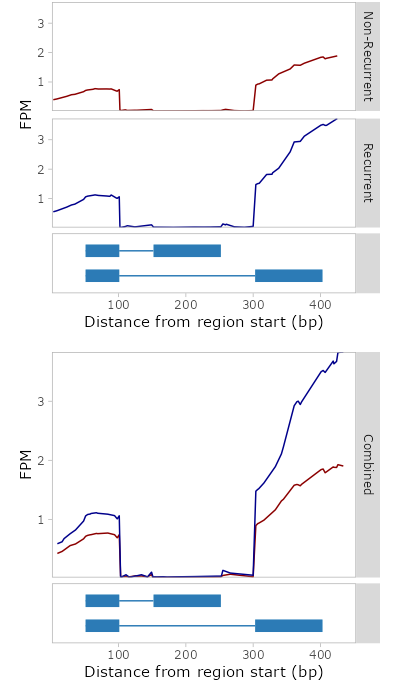 3
2
1
Non-Recurrent
FPM
3
2
1
Recurrent
100 200 300 400
Distance from region start (bp)
3
2
1
FPM
Combined
100 200 300 400
Distance from region start (bp)